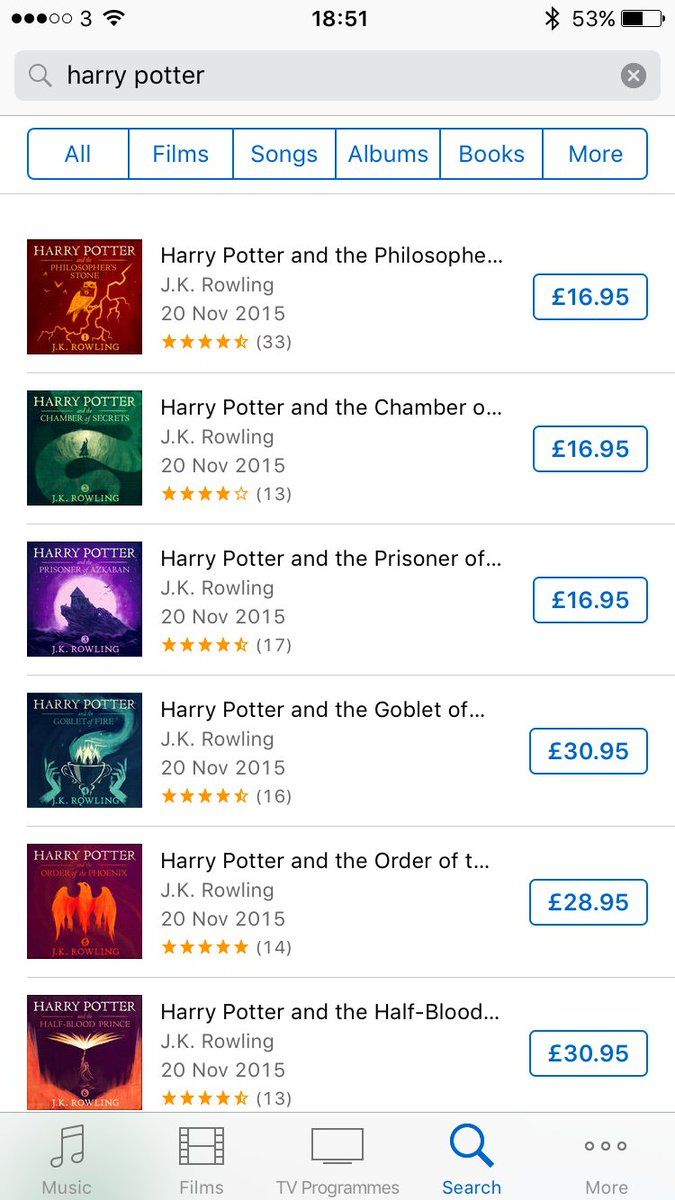 3
18:51
53%
harry potter
All
Films
Songs
Albums
Books
More
HARRY POTTER
and the
PHILOSOPHER'S
STONE
1
J.K. ROWLING
Harry Potter and the Philosophe...
J.K. Rowling
20 Nov 2015
(33)
£16.95
HARRY POTTER
and the
CHAMBER of SECRETS
2
J.K. ROWLING
Harry Potter and the Chamber o...
J.K. Rowling
20 Nov 2015
(13)
£16.95
HARRY POTTER
and the
PRISONER of AZKABAN
3
J.K. ROWLING
Harry Potter and the Prisoner of...
J.K. Rowling
20 Nov 2015
(17)
£16.95
HARRY POTTER
and the
GOBLET of FIRE
4
J.K. ROWLING
Harry Potter and the Goblet of...
J.K. Rowling
20 Nov 2015
(16)
£30.95
HARRY POTTER
and the
ORDER of the PHOENIX
5
J.K. ROWLING
Harry Potter and the Order of t...
J.K. Rowling
20 Nov 2015
(14)
£28.95
HARRY POTTER
and the
HALF-BLOOD PRINCE
6
J.K. ROWLING
Harry Potter and the Half-Blood...
J.K. Rowling
20 Nov 2015
(13)
£30.95
Music
Films
TV Programmes
Search
More